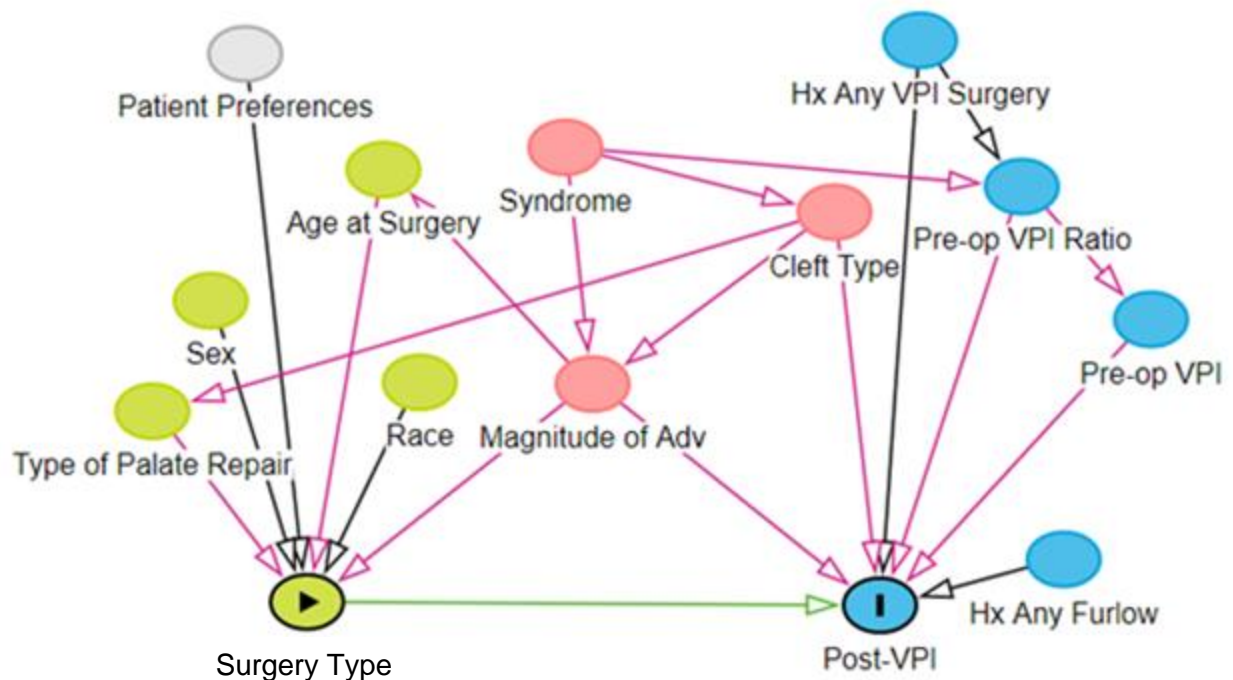 Patient Preferences
Hx Any VPI Surgery
Age at Surgery
Syndrome
Cleft Type
Pre-op VPI Ratio
Sex
Race
Magnitude of Adv
Pre-op VPI
Type of Palate Repair
Hx Any Furlow
Surgery Type
Post-VPI